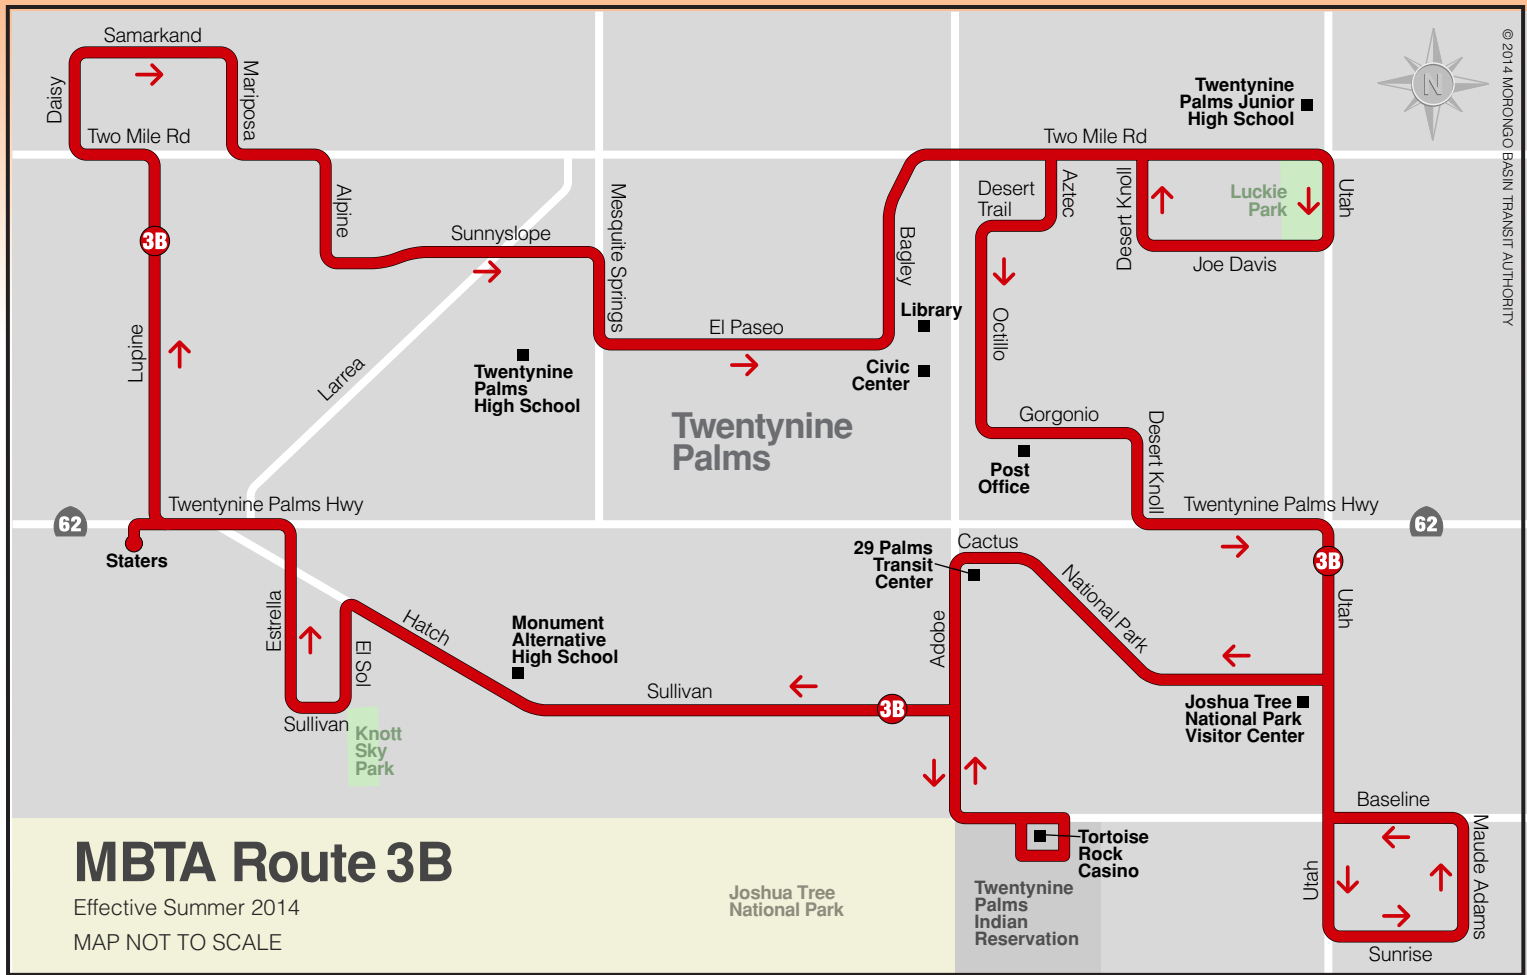 Samarkand
Daisy
Mariposa
Two Mile Rd
3B
Alpine
Lupine
Sunnyslope
Mesquite Springs
Larrea
Twentynine
Palms
High School
El Paseo
Bagley
Library
Civic
Center
Twentynine
Palms
Two Mile Rd
Twentynine
Palms Junior
High School
N
© 2014 MORONGO BASIN TRANSIT AUTHORITY
Desert
Trail
Aztec
Desert Knoll
Luckie
Park
Utah
Joe Davis
Octillo
Gorgonio
Desert Knoll
Post
Office
62
Twentynine Palms Hwy
Staters
Twentynine Palms Hwy
62
3B
29 Palms
Transit
Center
Cactus
National Park
Utah
Adobe
Estrella
El Sol
Hatch
Monument
Alternative
High School
Sullivan
3B
Sullivan
Knott
Sky
Park
Joshua Tree
National Park
Visitor Center
Baseline
Maude Adams
Utah
Sunrise
Tortoise
Rock
Casino
Twentynine
Palms
Indian
Reservation
Joshua Tree
National Park
MBTA Route 3B
Effective Summer 2014
MAP NOT TO SCALE